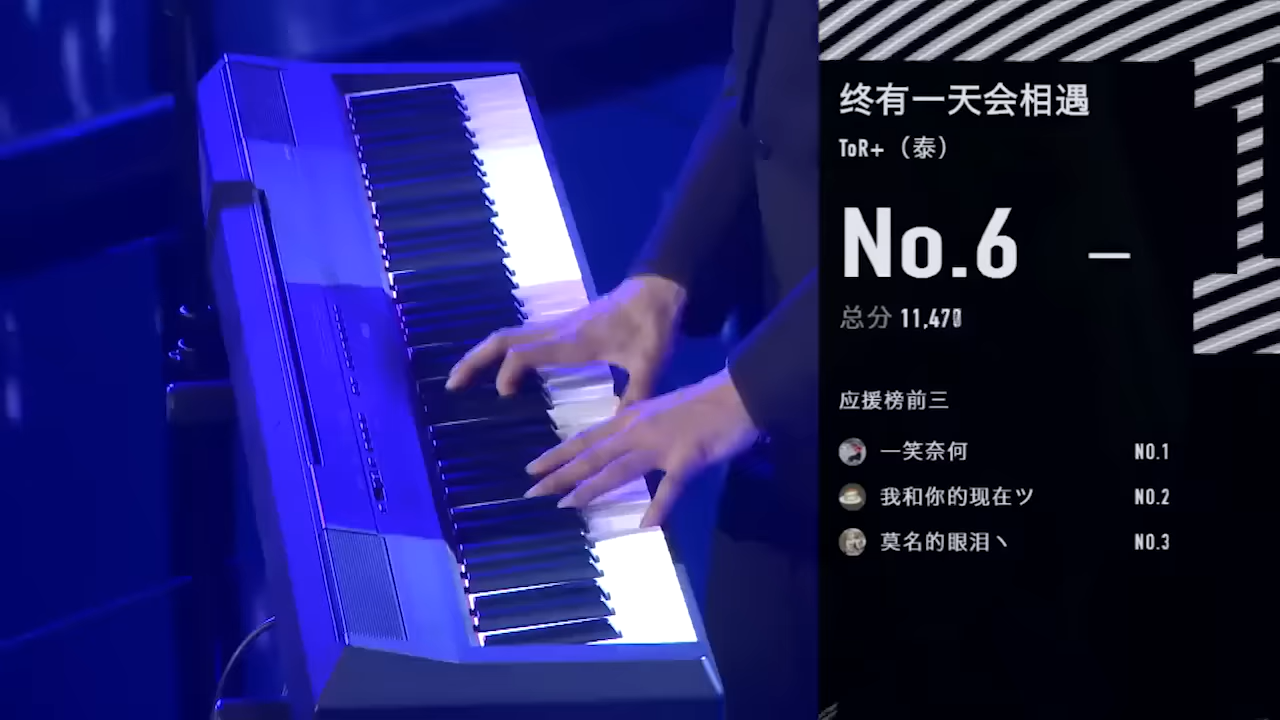 终有一天会相遇
ToR+（泰）
No.6 —
总分 11,470
应援榜前三
一笑奈何 NO.1
我和你的现在ツ NO.2
莫名的眼泪丶 NO.3